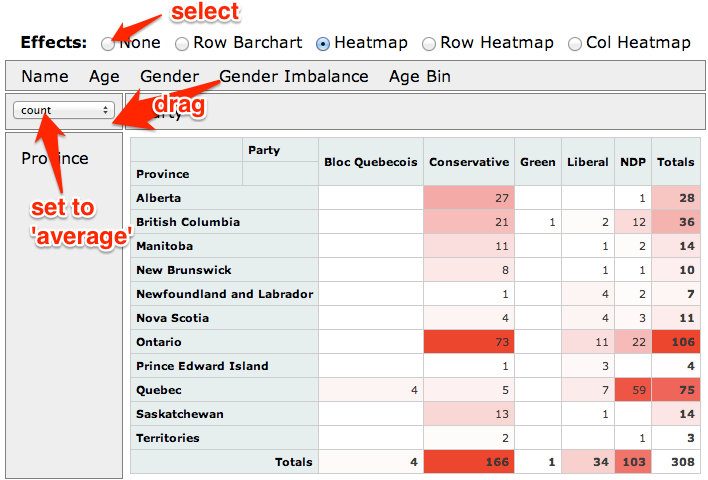 select
Effects: None Row Barchart Heatmap Row Heatmap Col Heatmap
Name Age Gender Gender Imbalance Age Bin
count drag
Province
set to
'average'
Party Bloc Quebecois Conservative Green Liberal NDP Totals
Province
Alberta 27 1 28
British Columbia 21 1 2 12 36
Manitoba 11 1 2 14
New Brunswick 8 1 1 10
Newfoundland and Labrador 1 4 2 7
Nova Scotia 4 4 3 11
Ontario 73 11 22 106
Prince Edward Island 1 3 4
Quebec 4 5 7 59 75
Saskatchewan 13 1 14
Territories 2 1 3
Totals 4 166 1 34 103 308